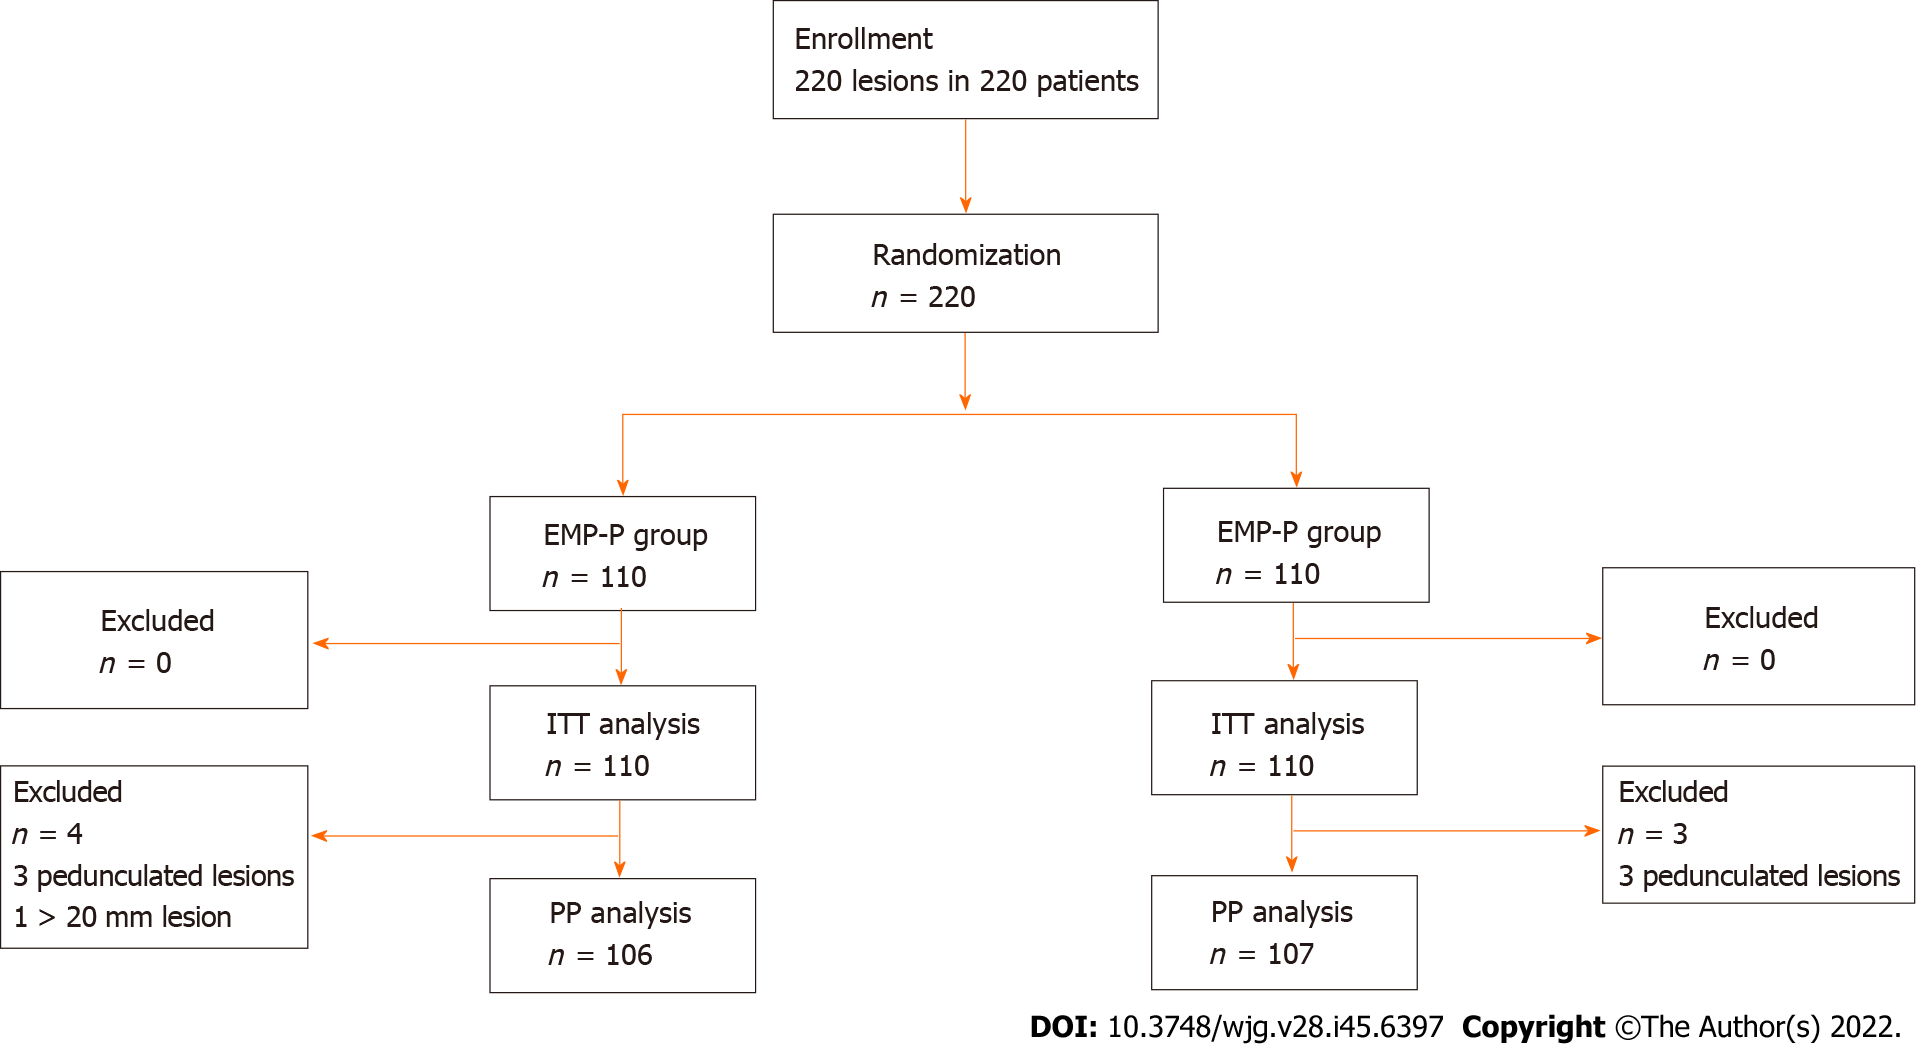 Enrollment
220 lesions in 220 patients
Randomization
n = 220
EMP-P group
n = 110
EMP-P group
n = 110
Excluded
n = 0
Excluded
n = 0
ITT analysis
n = 110
ITT analysis
n = 110
Excluded
n = 4
3 pedunculated lesions
1 > 20 mm lesion
Excluded
n = 3
3 pedunculated lesions
PP analysis
n = 106
PP analysis
n = 107
DOI: 10.3748/wjg.v28.i45.6397 Copyright ©The Author(s) 2022.